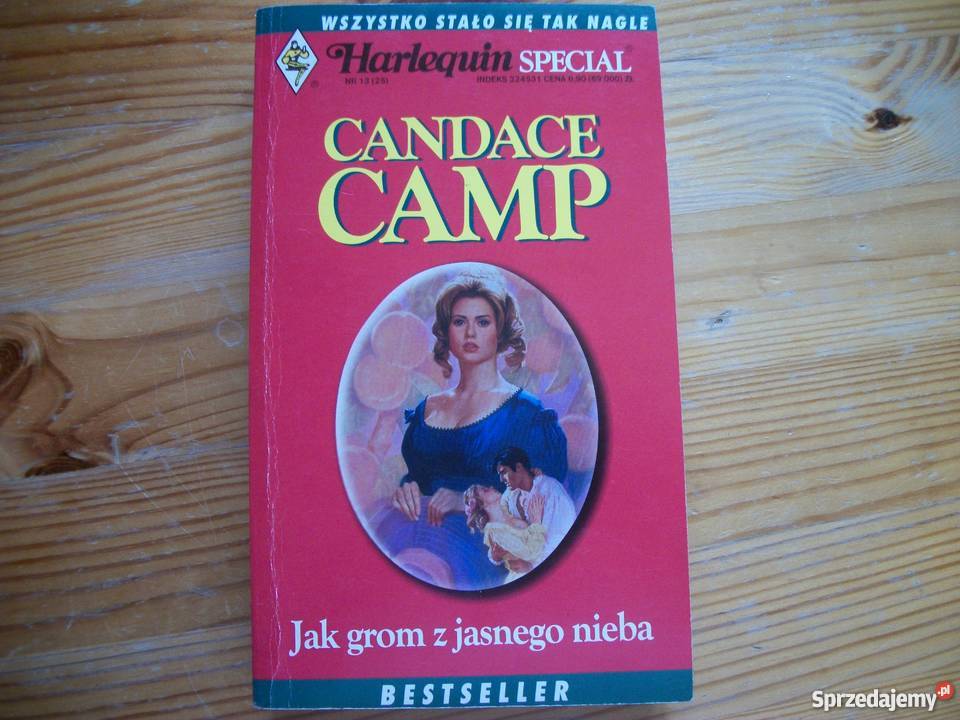 WSZYSTKO STAŁO SIĘ TAK NAGLE
Harlequin SPECIAL®
® NR 13 (25) INDEKS 324531 CENA 6.90 (69 000) ZŁ
CANDACE
CAMP
Jak grom z jasnego nieba
BESTSELLER
Sprzedajemy.pl